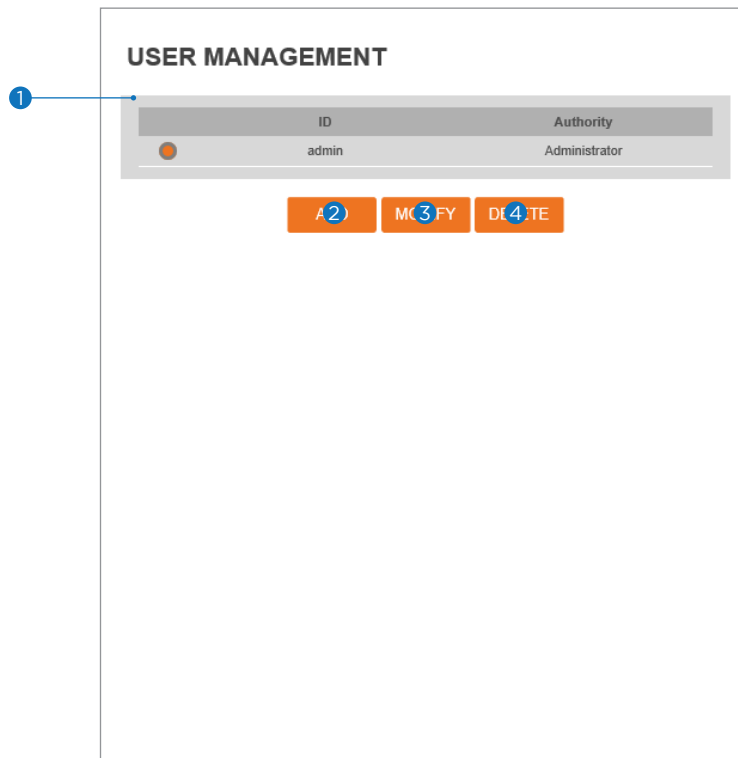 USER MANAGEMENT
1
ID Authority
admin Administrator
2 3 4